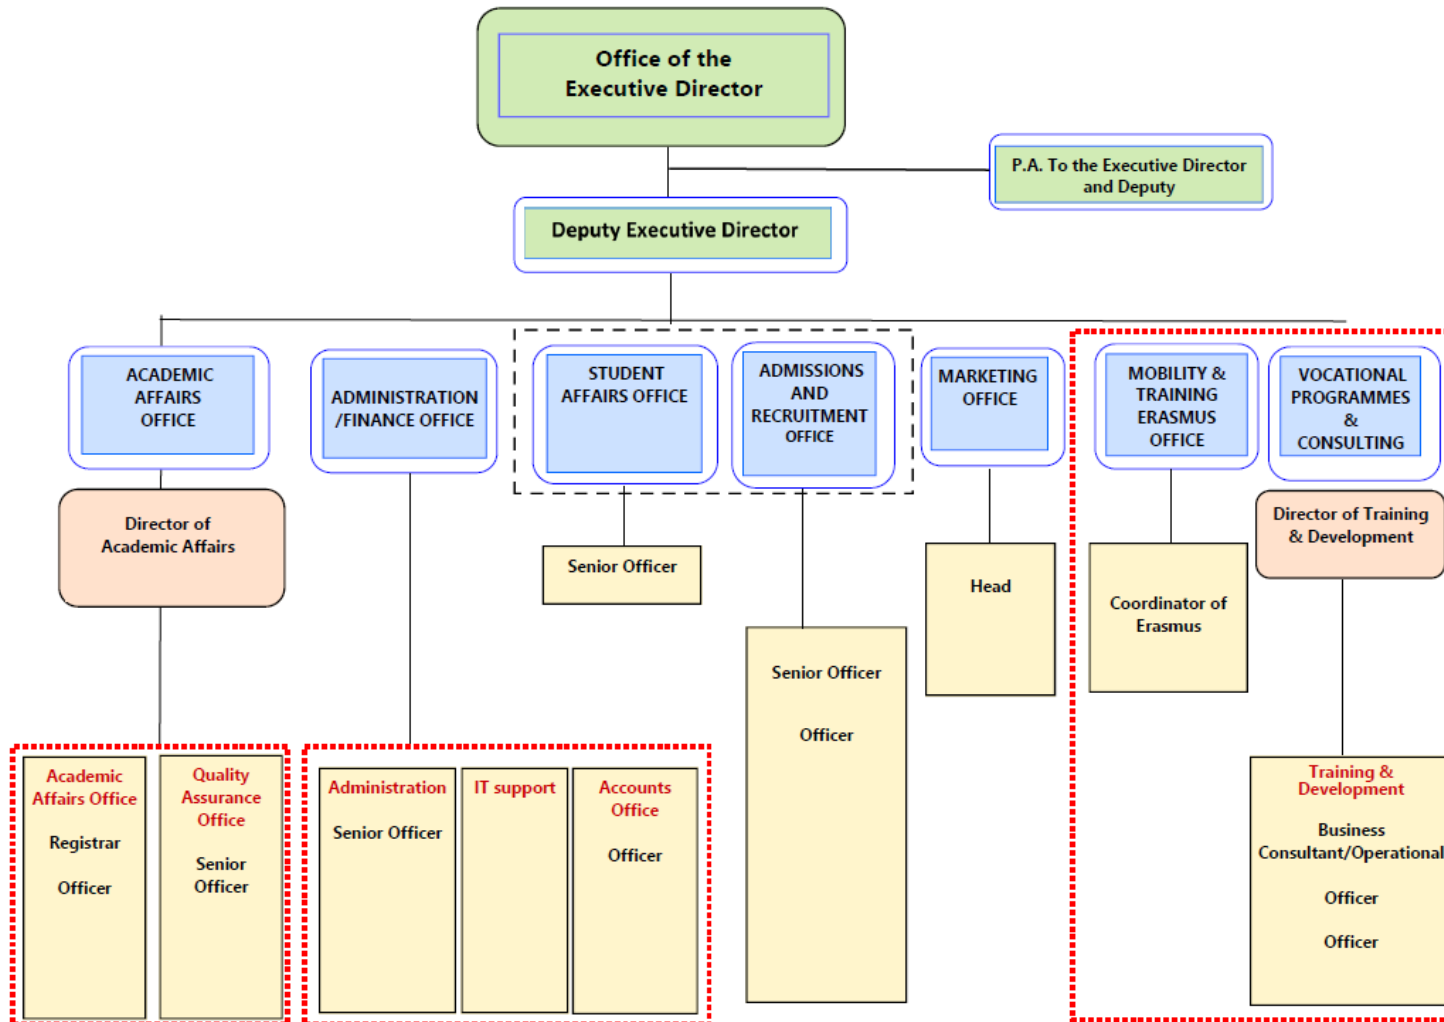 Office of the
Executive Director
P.A. To the Executive Director
and Deputy
Deputy Executive Director
ACADEMIC
AFFAIRS
OFFICE
ADMINISTRATION
/FINANCE OFFICE
STUDENT
AFFAIRS OFFICE
ADMISSIONS
AND
RECRUITMENT
OFFICE
MARKETING
OFFICE
MOBILITY &
TRAINING
ERASMUS
OFFICE
VOCATIONAL
PROGRAMMES
&
CONSULTING
Director of
Academic Affairs
Senior Officer
Senior Officer
Officer
Head
Coordinator of
Erasmus
Director of Training
& Development
Academic
Affairs Office
Registrar
Officer
Quality
Assurance
Office
Senior
Officer
Administration
Senior Officer
IT support
Accounts
Office
Officer
Training &
Development
Business
Consultant/Operational
Officer
Officer